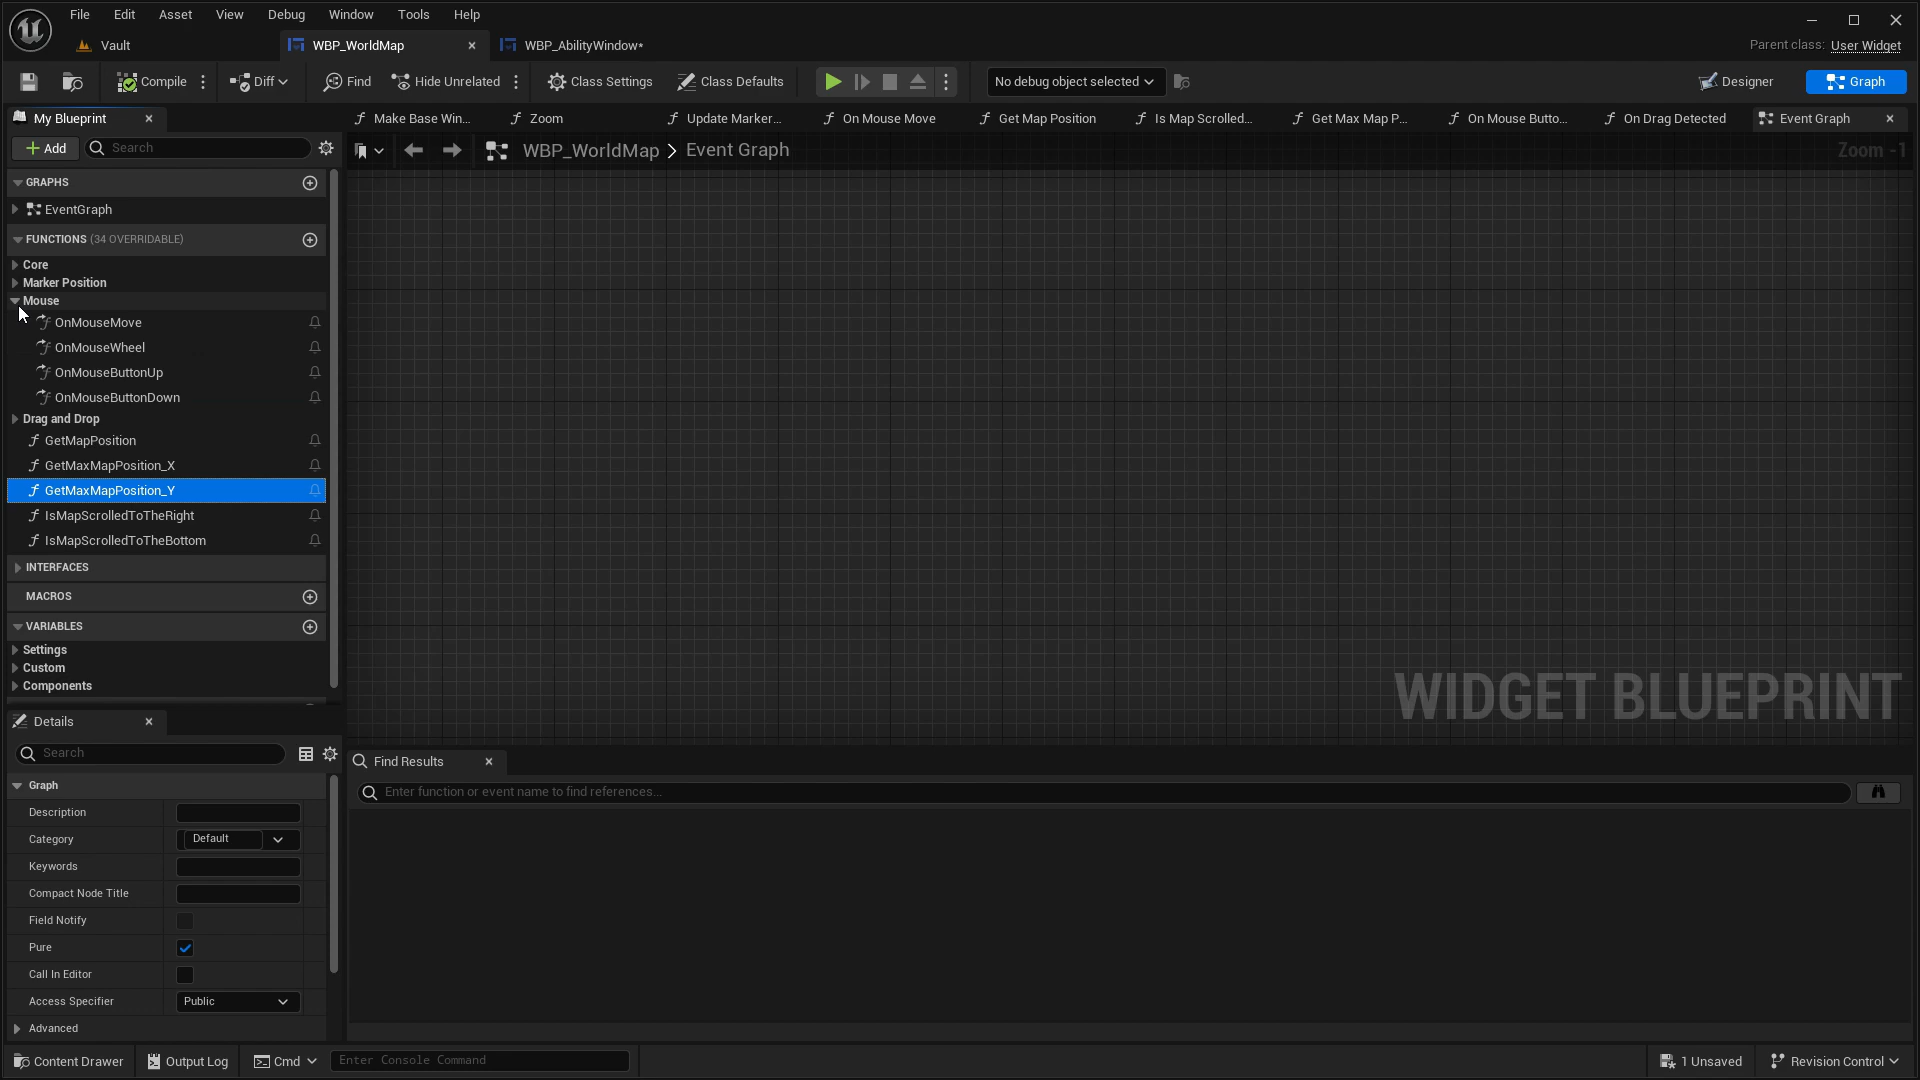 File Edit Asset View Debug Window Tools Help
Vault WBP_WorldMap WBP_AbilityWindow* Parent class: User Widget
Compile Diff Find Hide Unrelated Class Settings Class Defaults No debug object selected Designer Graph
My Blueprint Make Base Win... Zoom Update Marker... On Mouse Move Get Map Position Is Map Scrolled... Get Max Map P... On Mouse Butto... On Drag Detected Event Graph
Add Search WBP_WorldMap > Event Graph Zoom -1
GRAPHS
EventGraph
FUNCTIONS (34 OVERRIDABLE)
Core
Marker Position
Mouse
OnMouseMove
OnMouseWheel
OnMouseButtonUp
OnMouseButtonDown
Drag and Drop
GetMapPosition
GetMaxMapPosition_X
GetMaxMapPosition_Y
IsMapScrolledToTheRight
IsMapScrolledToTheBottom
INTERFACES
MACROS
VARIABLES
Settings
Custom
Components
WIDGET BLUEPRINT
Details
Search
Graph
Description
Category Default
Keywords
Compact Node Title
Field Notify
Pure
Call In Editor
Access Specifier Public
Advanced
Find Results
Enter function or event name to find references...
Content Drawer Output Log Cmd Enter Console Command 1 Unsaved Revision Control